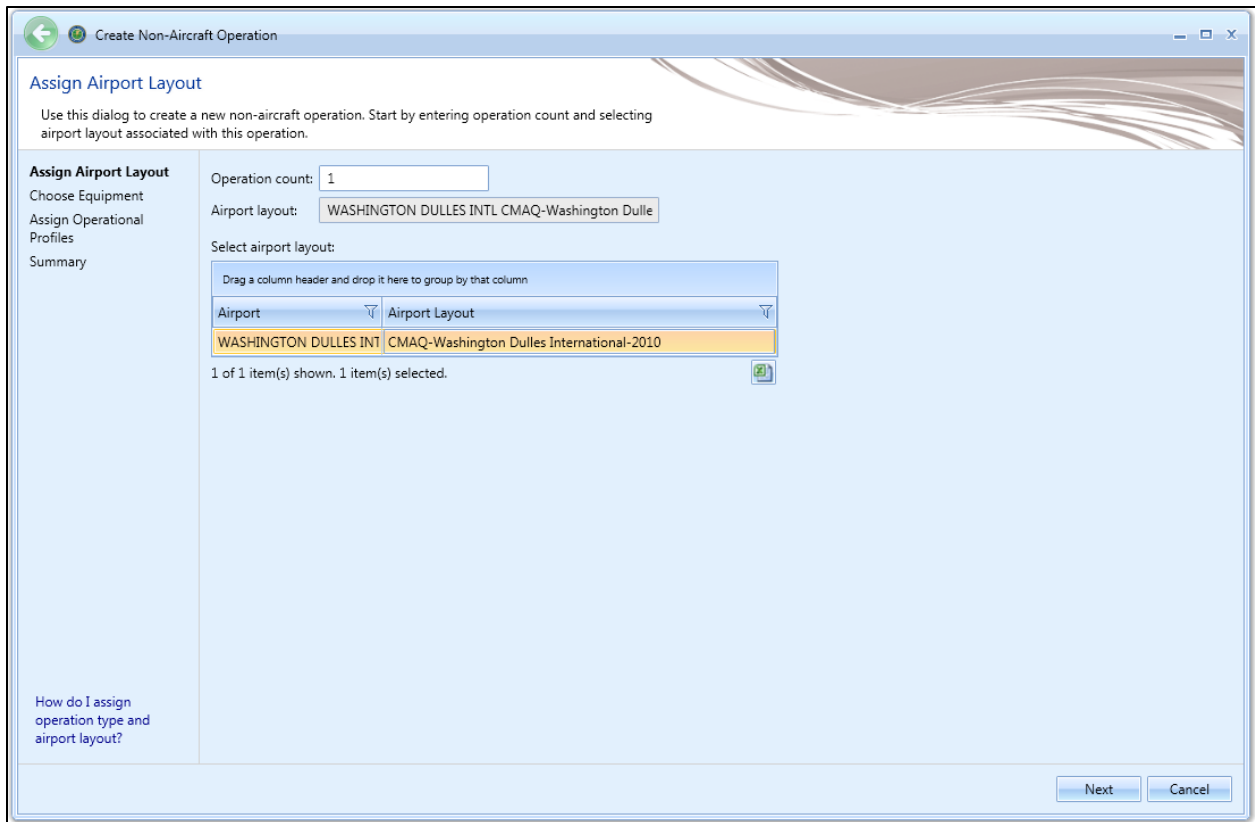 Create Non-Aircraft Operation
Assign Airport Layout
Use this dialog to create a new non-aircraft operation. Start by entering operation count and selecting
airport layout associated with this operation.
Assign Airport Layout
Choose Equipment
Assign Operational
Profiles
Summary
Operation count: 1
Airport layout: WASHINGTON DULLES INTL CMAQ-Washington Dulle
Select airport layout:
Drag a column header and drop it here to group by that column
Airport Airport Layout
WASHINGTON DULLES INT CMAQ-Washington Dulles International-2010
1 of 1 item(s) shown. 1 item(s) selected.
How do I assign
operation type and
airport layout?
Next Cancel